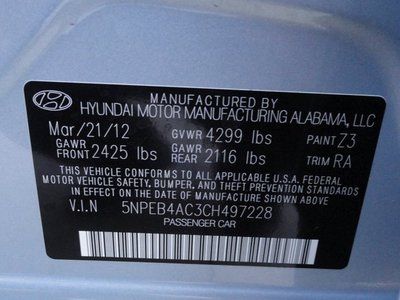 MANUFACTURED BY
HYUNDAI MOTOR MANUFACTURING ALABAMA, LLC
Mar/21/12 GVWR 4299 lbs PAINT Z3
GAWR FRONT 2425 lbs GAWR REAR 2116 lbs TRIM RA
THIS VEHICLE CONFORMS TO ALL APPLICABLE U.S.A FEDERAL
MOTOR VEHICLE SAFETY, BUMPER, AND THEFT PREVENTION STANDARDS
IN EFFECT ON THE DATE OF MANUFACTURE SHOWN ABOVE.
V.I.N 5NPEB4AC3CH497228
PASSENGER CAR